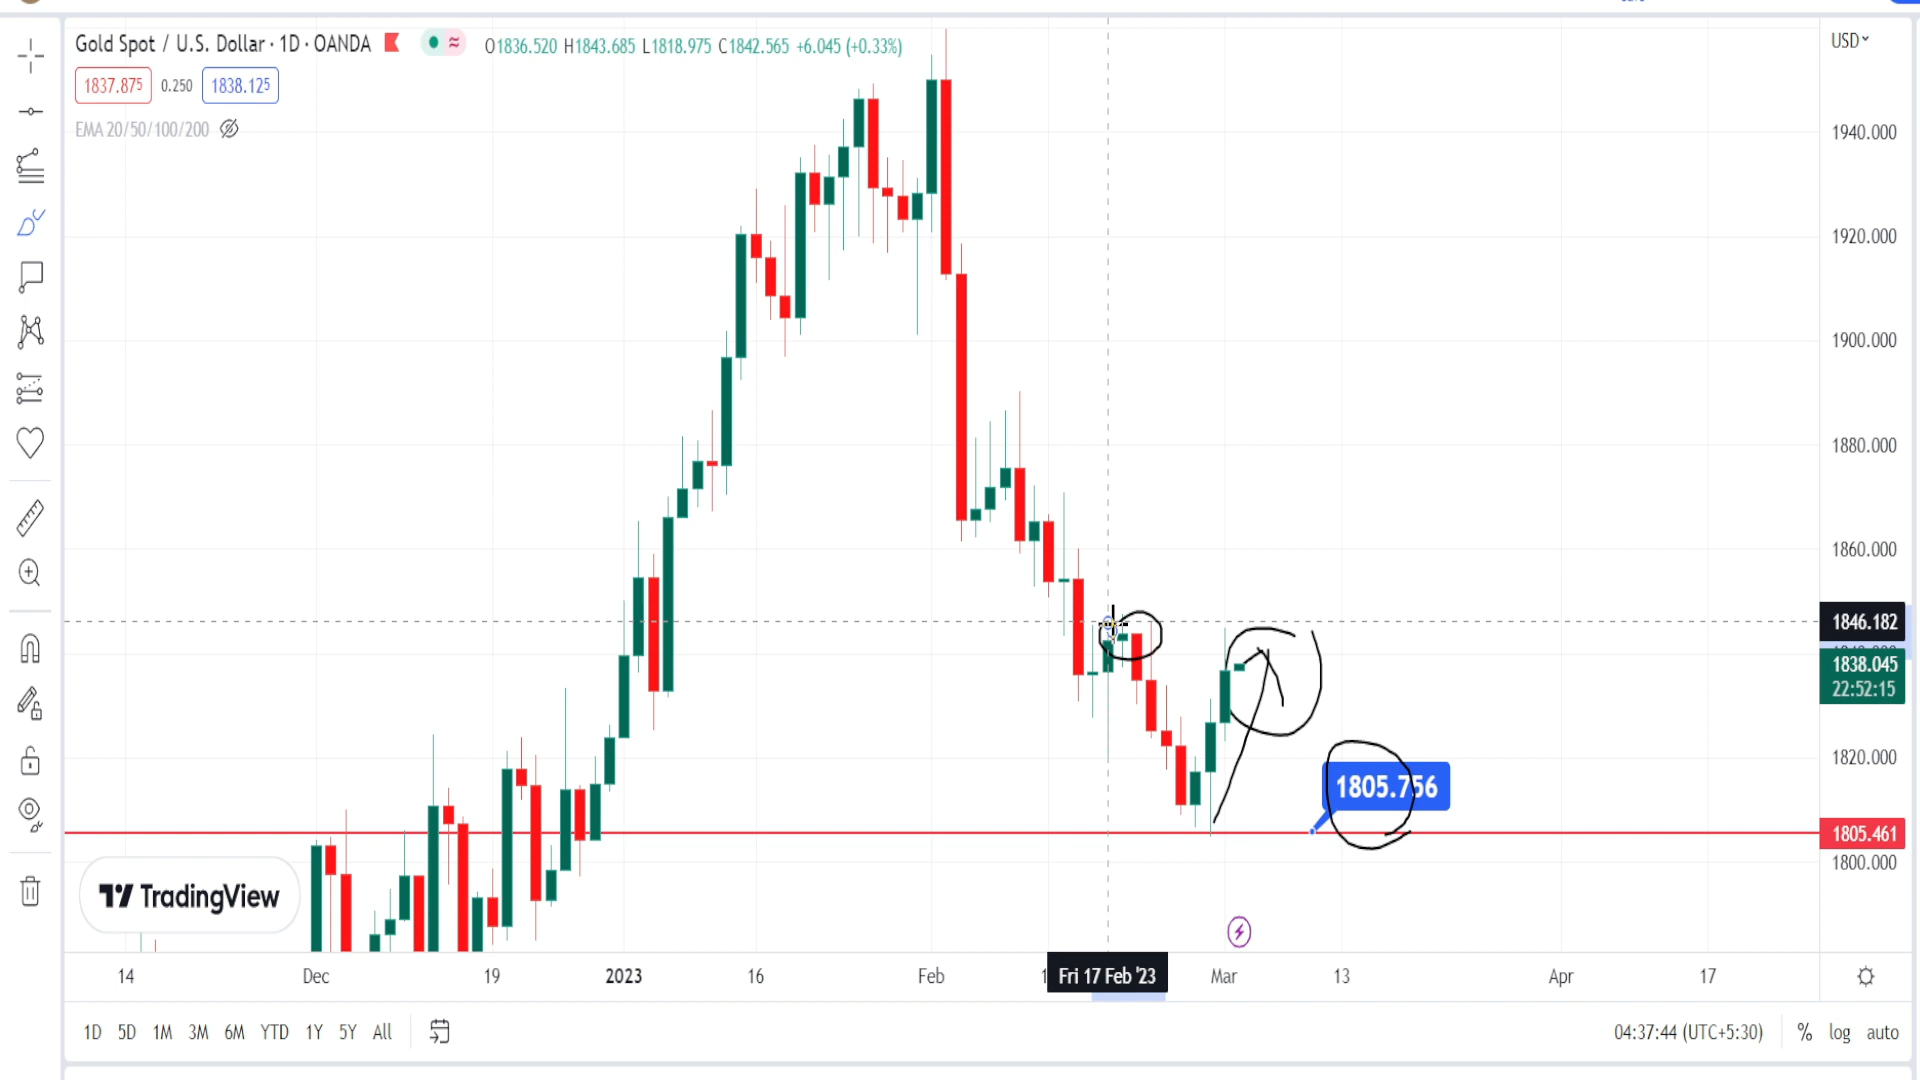 Gold Spot / U.S. Dollar · 1D · OANDA
O1836.520 H1843.685 L1818.975 C1842.565 +6.045 (+0.33%)
USD
1837.875 0.250 1838.125
EMA 20/50/100/200
1940.000
1920.000
1900.000
1880.000
1860.000
1846.182
1838.045
22:52:15
1820.000
1805.756
1805.461
1800.000
TradingView
14 Dec 19 2023 16 Feb Fri 17 Feb '23 Mar 13 Apr 17
1D 5D 1M 3M 6M YTD 1Y 5Y All
04:37:44 (UTC+5:30) % log auto